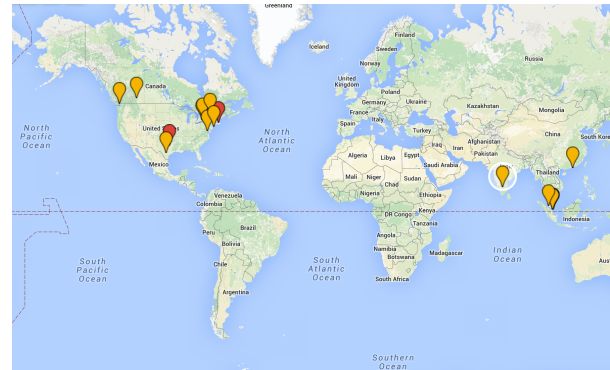 Greenland
Iceland
Finland
Sweden
Norway
Russia
Canada
United
Kingdom
Poland
Germany
Ukraine
France
Kazakhstan
Mongolia
Italy
Spain
Turkey
North
Pacific
Ocean
United
North
Atlantic
Ocean
China
South Kore
Afghanistan
Iraq
Iran
Pakistan
Algeria
Libya
Egypt
Saudi Arabia
Mexico
Mali
Niger
Sudan
Chad
Thailand
Venezuela
Nigeria
Ethiopia
Colombia
DR Congo
Kenya
Indonesia
Tanzania
Peru
Brazil
Angola
Bolivia
Namibia
Botswana
Madagascar
Indian
Ocean
South
Pacific
Ocean
South
Atlantic
Ocean
Chile
South Africa
Aus
Argentina
Southern
Ocean